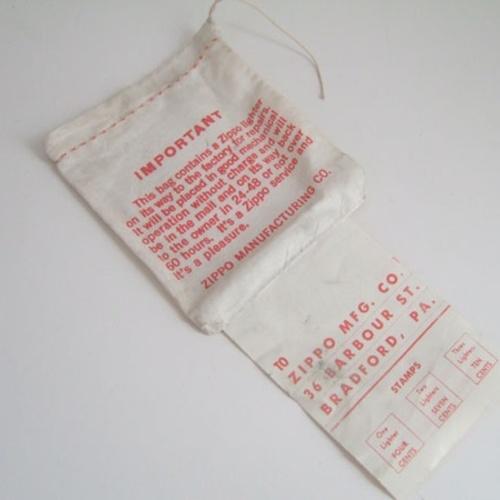 IMPORTANT
This bag contains a Zippo lighter
on its way to the factory for repairs.
It will be placed in good mechanical
operation without charge and will
be in the mail and on its way back
to the owner in 24-48 or not over
60 hours. It's a Zippo service and
it's a pleasure.
ZIPPO MANUFACTURING CO.
TO
ZIPPO MFG. CO.
36 BARBOUR ST.
BRADFORD, PA.
STAMPS
One
Lighter
FOUR
CENTS
Two
Lighters
SEVEN
CENTS
Three
Lighters
TEN
CENTS